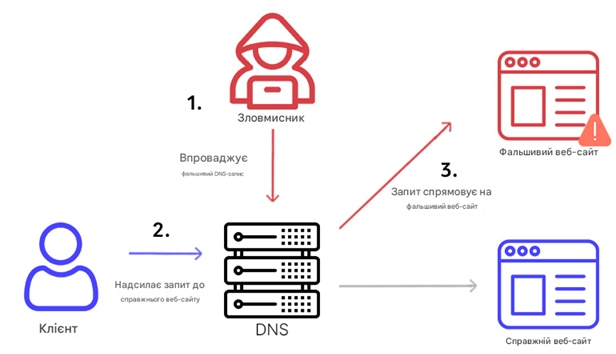 1.
Зловмисник
Впроваджує
фальшивий DNS-запис
Фальшивий веб-сайт
3.
Запит спрямовує на
фальшивий веб-сайт
2.
Надсилає запит до
справжнього веб-сайту
Клієнт
DNS
Справжній веб-сайт